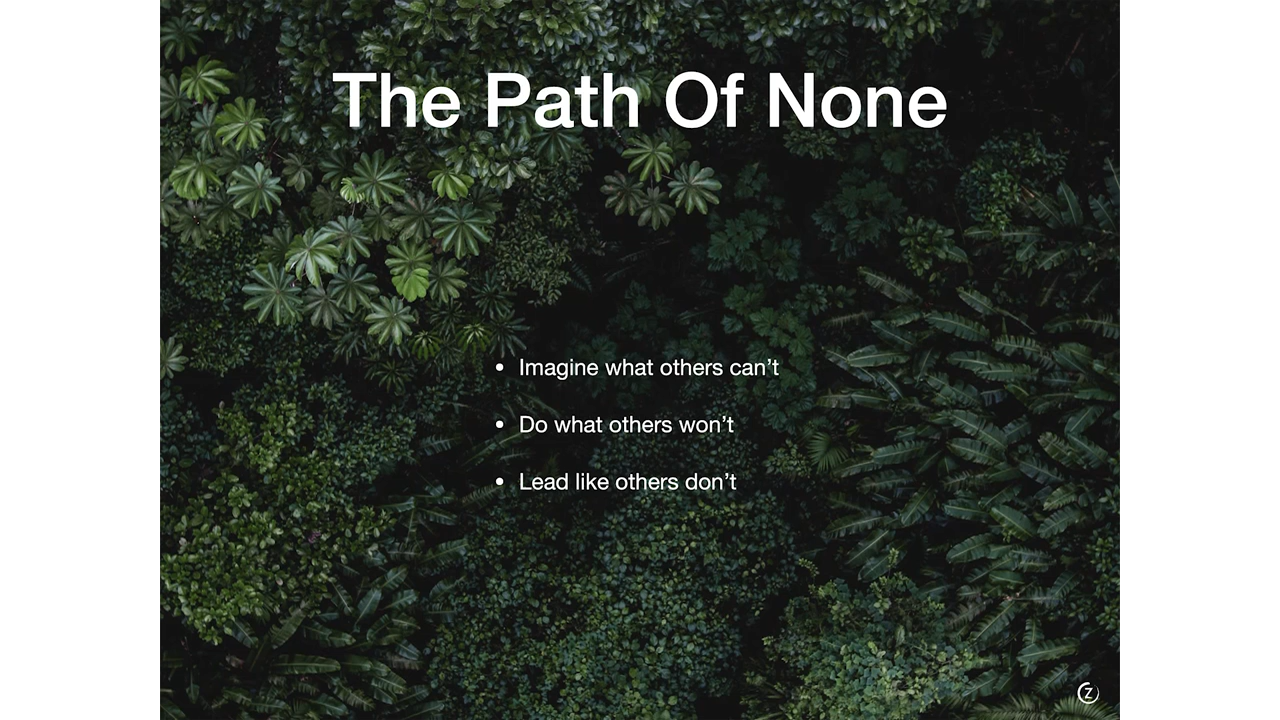 The Path Of None
• Imagine what others can’t
• Do what others won’t
• Lead like others don’t
Z